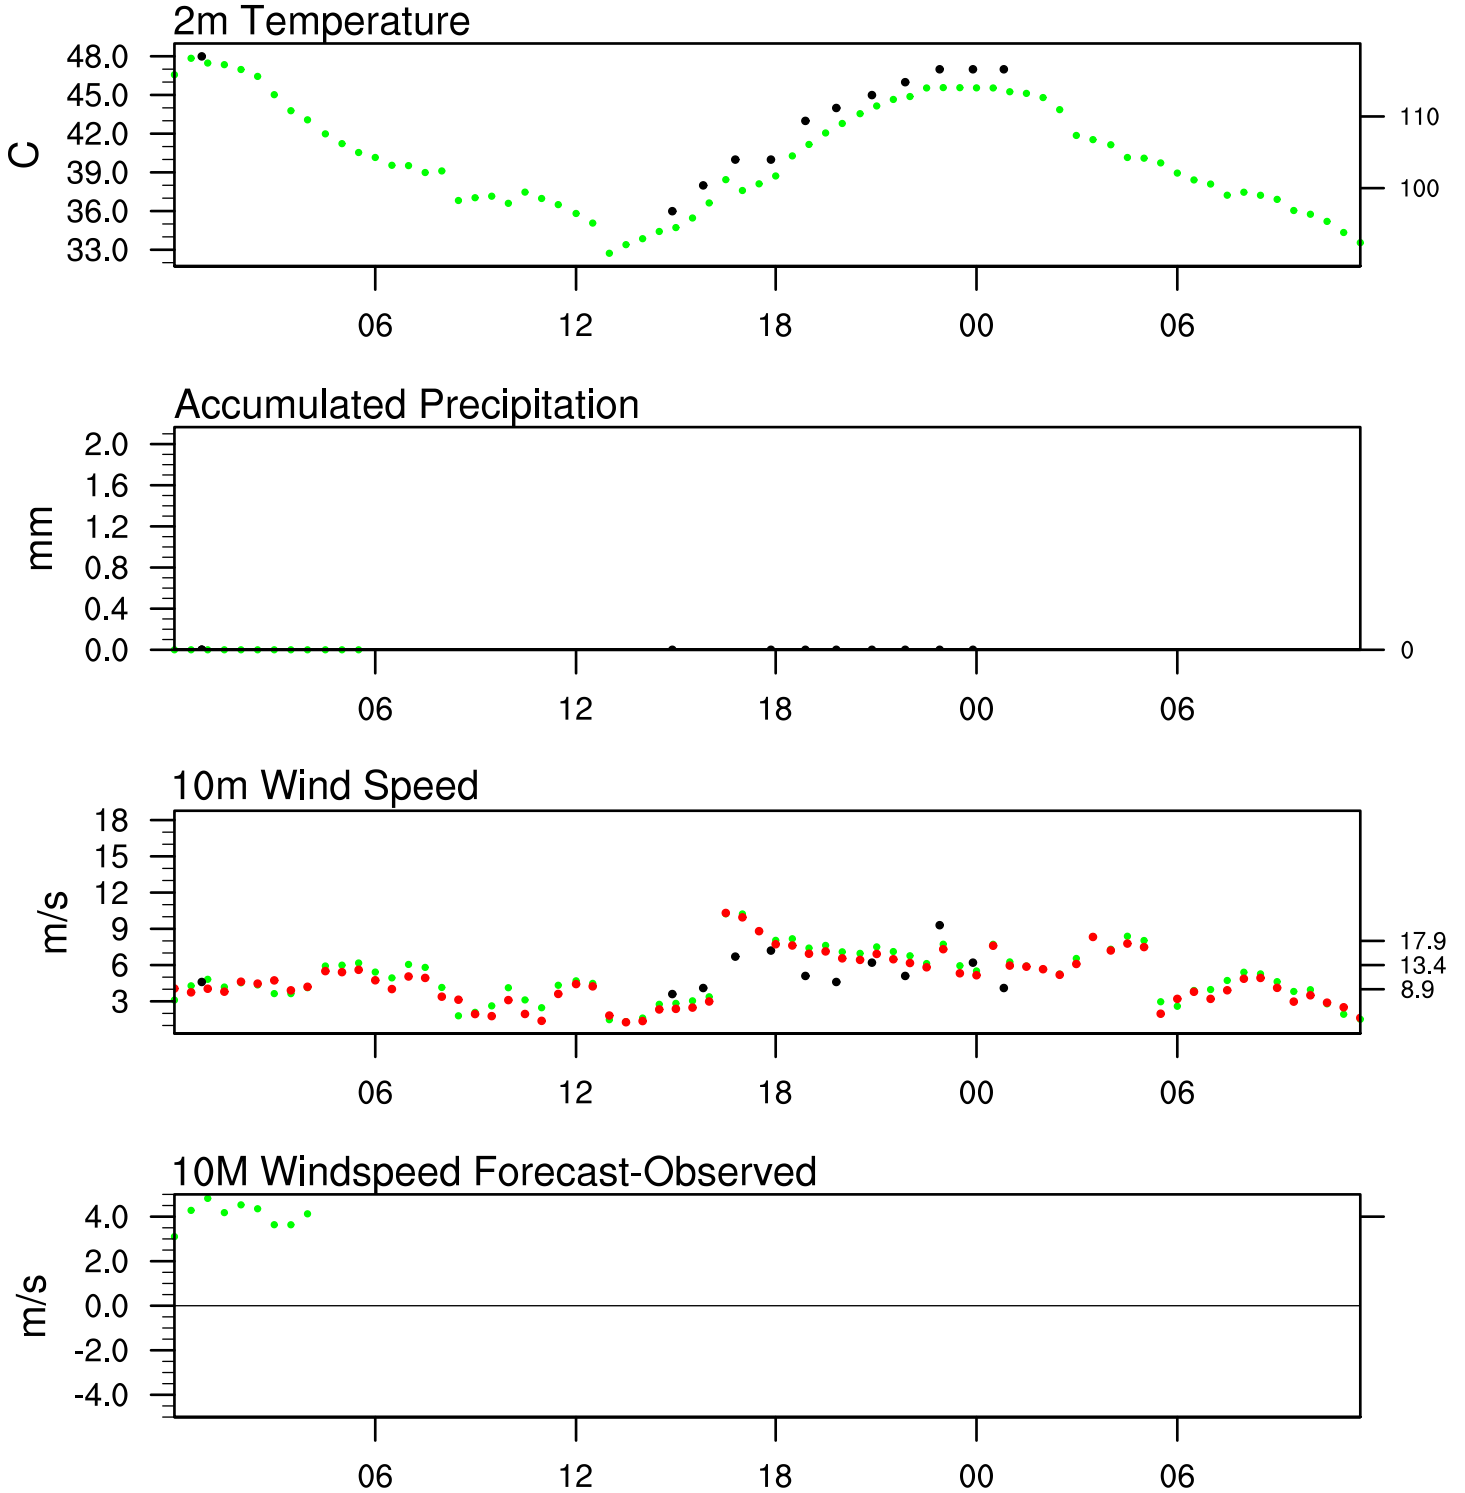 2m Temperature
48.0
45.0
42.0
39.0
36.0
33.0
C
110
100
06 12 18 00 06
Accumulated Precipitation
2.0
1.6
1.2
0.8
0.4
0.0
mm
0
06 12 18 00 06
10m Wind Speed
18
15
12
9
6
3
m/s
17.9
13.4
8.9
06 12 18 00 06
10M Windspeed Forecast-Observed
4.0
2.0
0.0
-2.0
-4.0
m/s
06 12 18 00 06